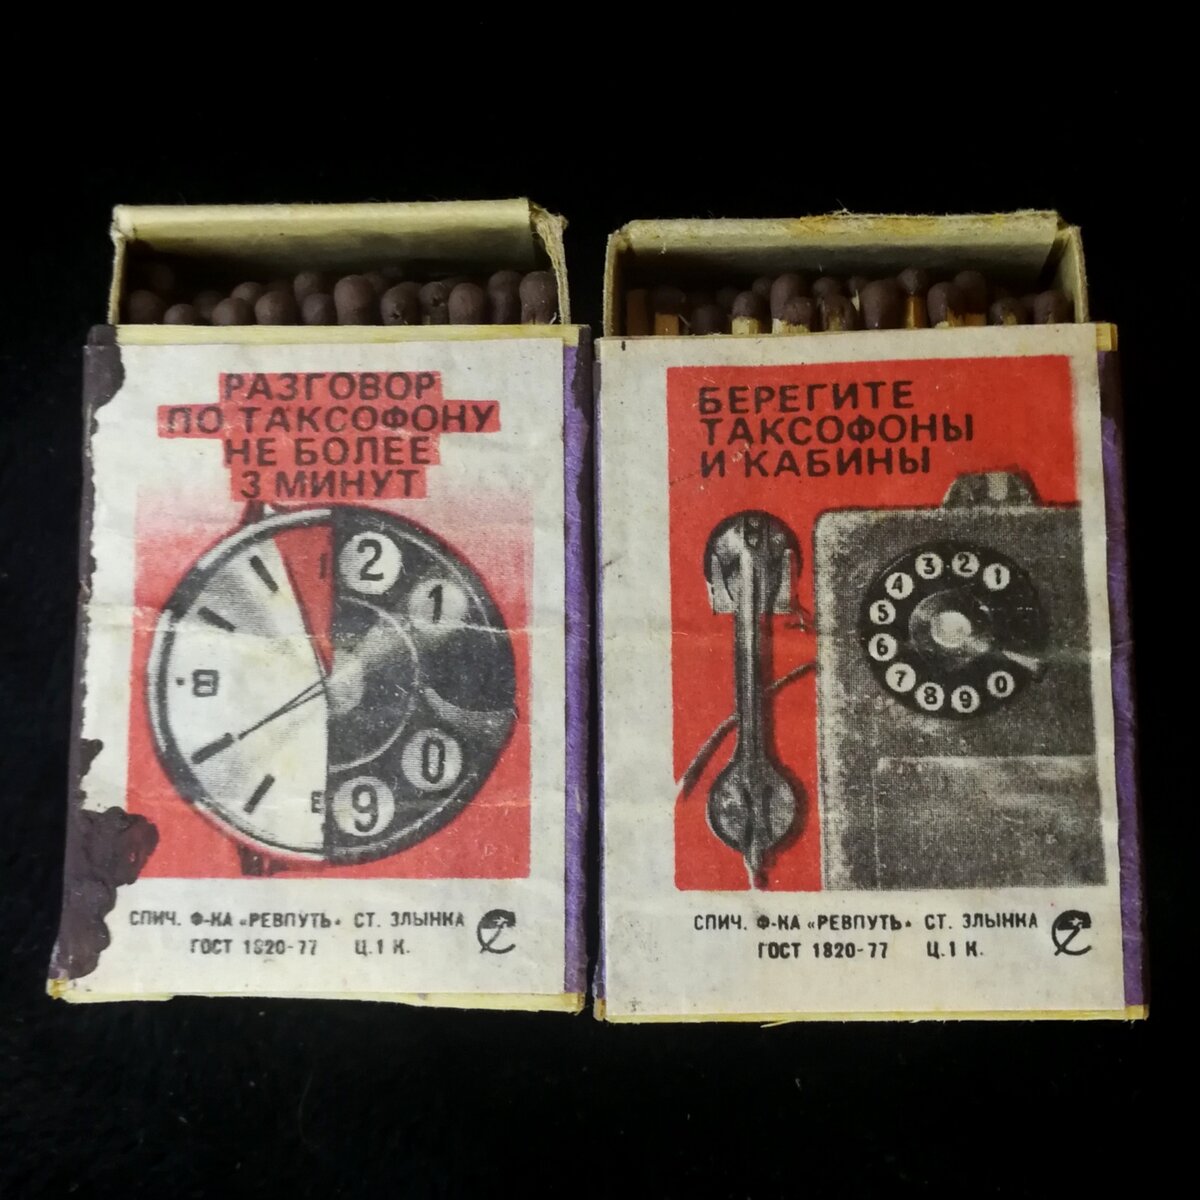 РАЗГОВОР
ПО ТАКСОФОНУ
НЕ БОЛЕЕ
3 МИНУТ
2
1
0
9
СПИЧ. Ф-КА «РЕВПУТЬ» СТ. ЗЛЫНКА
ГОСТ 1820-77 Ц.1 К.
БЕРЕГИТЕ
ТАКСОФОНЫ
И КАБИНЫ
1
2
3
4
5
6
7
8
9
0
СПИЧ. Ф-КА «РЕВПУТЬ» СТ. ЗЛЫНКА
ГОСТ 1820-77 Ц.1 К.